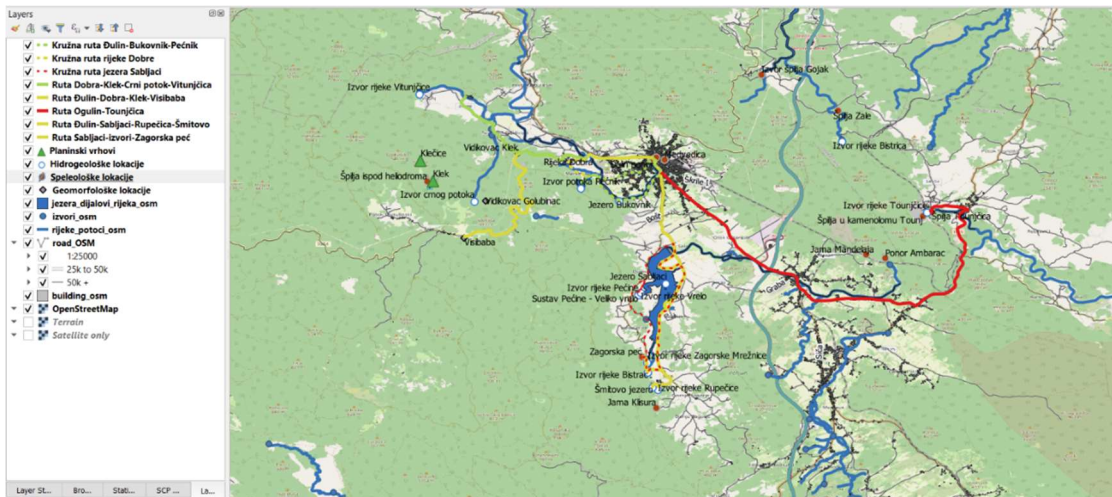 Layers
Kružna ruta Đulin-Bukovnik-Pećnik
Kružna ruta rijeke Dobre
Kružna ruta jezera Sabljaci
Ruta Dobra-Klek-Crni potok-Vitunjčica
Ruta Đulin-Dobra-Klek-Visibaba
Ruta Ogulin-Tounjčica
Ruta Đulin-Sabljaci-Rupečica-Šmitovo
Ruta Sabljaci-izvori-Zagorska peć
Planinski vrhovi
Hidrogeološke lokacije
Speleološke lokacije
Geomorfološke lokacije
jezera_dijalovi_rijeka_osm
izvori_osm
rijeke_potoci_osm
road_OSM
1:25000
25k to 50k
50k +
building_osm
OpenStreetMap
Terrain
Satellite only
Layer St...
Bro...
Stati...
SCP ...
La...
Izvor špilja Gojak
Izvor rijeke Vitunjčice
Špilja Zale
Izvor rijeke Bistrica
Vidikovac Klek
Klečice
Rijeka Dobra
Špilja ispod helodroma
Klek
Izvor crnog potoka
Vidikovac Golubinac
Jezero Bukovnik
Izvor rijeke Tounjčice
Špilja Tounjčica
Špilja u kamenolomu Tounj
Visibaba
Jama Mandelaja
Ponor Ambarac
Jezero Sabljaci
Izvor rijeke Pećine
Sustav Pećine - Veliko vrelo
Izvor rijeke Vrelo
Zagorska peć
Izvor rijeke Zagorske Mrežnice
Izvor rijeke Bistrac
Šmitovo jezero
Izvor rijeke Rupečice
Jama Klisura